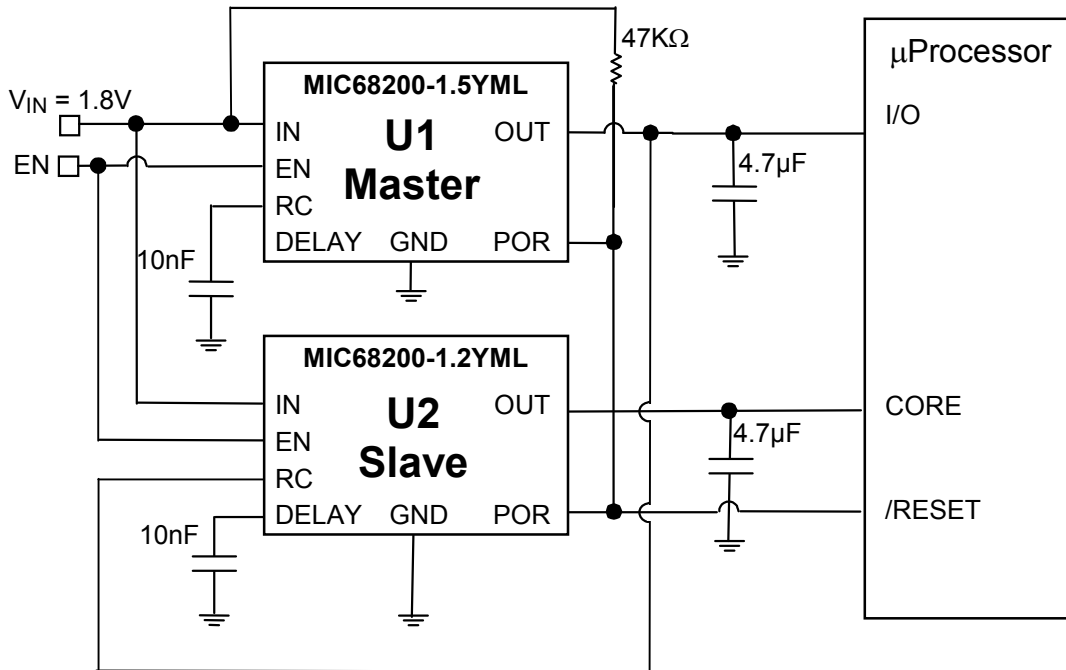 V_IN = 1.8V
EN
MIC68200-1.5YML
U1
Master
IN
EN
RC
DELAY
GND
OUT
POR
10nF
47KΩ
4.7µF
MIC68200-1.2YML
U2
Slave
IN
EN
RC
DELAY
GND
OUT
POR
10nF
4.7µF
µProcessor
I/O
CORE
/RESET